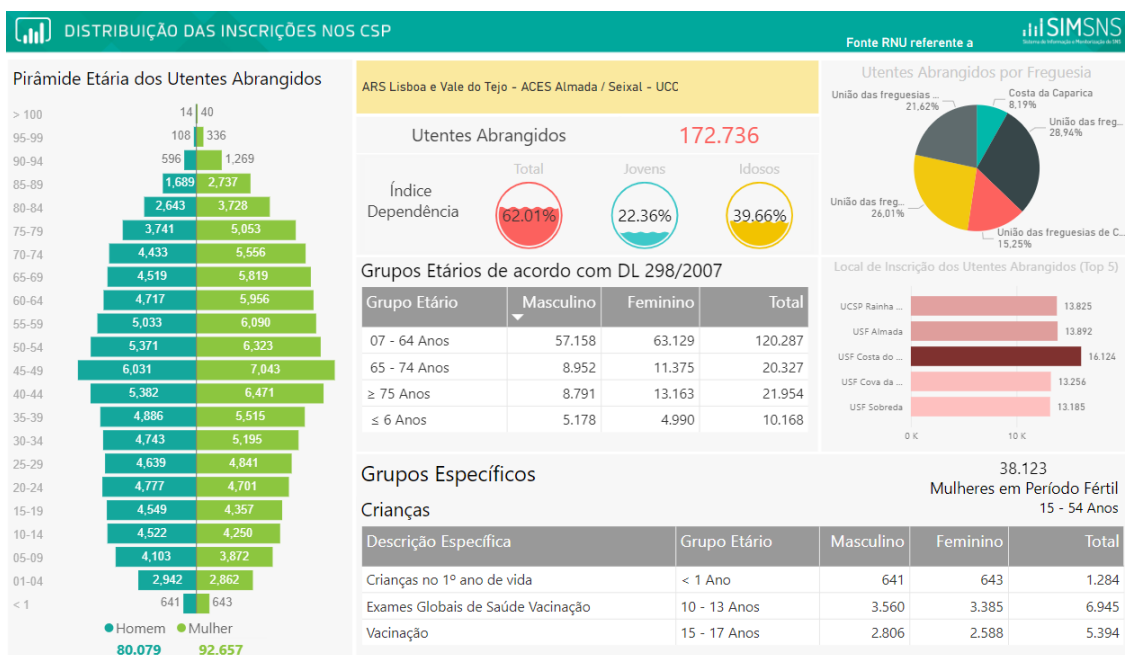 DISTRIBUIÇÃO DAS INSCRIÇÕES NOS CSP
Fonte RNU referente a
SIMSNS
Sistema de Informação e Monitorização do SNS
Pirâmide Etária dos Utentes Abrangidos
> 100 14 40
95-99 108 336
90-94 596 1,269
85-89 1,689 2,737
80-84 2,643 3,728
75-79 3,741 5,053
70-74 4,433 5,556
65-69 4,519 5,819
60-64 4,717 5,956
55-59 5,033 6,090
50-54 5,371 6,323
45-49 6,031 7,043
40-44 5,382 6,471
35-39 4,886 5,515
30-34 4,743 5,195
25-29 4,639 4,841
20-24 4,777 4,701
15-19 4,549 4,357
10-14 4,522 4,250
05-09 4,103 3,872
01-04 2,942 2,862
< 1 641 643
Homem Mulher
80.079 92.657
ARS Lisboa e Vale do Tejo - ACES Almada / Seixal - UCC
Utentes Abrangidos 172.736
Índice
Dependência
Total Jovens Idosos
62.01% 22.36% 39.66%
Grupos Etários de acordo com DL 298/2007
Grupo Etário Masculino Feminino Total
07 - 64 Anos 57.158 63.129 120.287
65 - 74 Anos 8.952 11.375 20.327
≥ 75 Anos 8.791 13.163 21.954
≤ 6 Anos 5.178 4.990 10.168
Utentes Abrangidos por Freguesia
União das freguesias ...
21,62%
Costa da Caparica
8,19%
União das freg...
28,94%
União das freg...
26,01%
União das freguesias de C...
15,25%
Local de Inscrição dos Utentes Abrangidos (Top 5)
UCSP Rainha ... 13.825
USF Almada 13.892
USF Costa do ... 16.124
USF Cova da ... 13.256
USF Sobreda 13.185
0 K 10 K
Grupos Específicos
38.123
Mulheres em Período Fértil
15 - 54 Anos
Crianças
Descrição Específica Grupo Etário Masculino Feminino Total
Crianças no 1º ano de vida < 1 Ano 641 643 1.284
Exames Globais de Saúde Vacinação 10 - 13 Anos 3.560 3.385 6.945
Vacinação 15 - 17 Anos 2.806 2.588 5.394